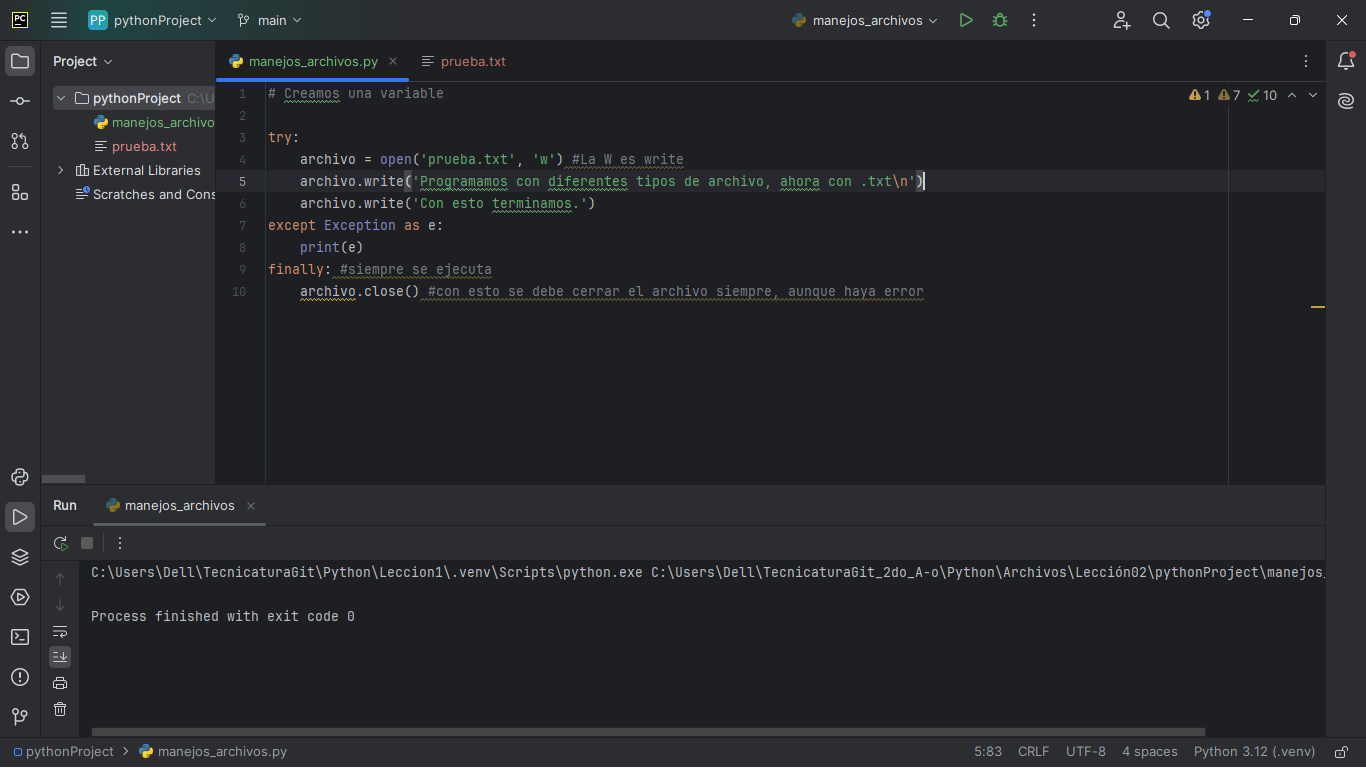 PC PP pythonProject main manejos_archivos
Project manejos_archivos.py prueba.txt
pythonProject C:\U
manejos_archivo
prueba.txt
External Libraries
Scratches and Cons
1 # Creamos una variable
1 7 10
2
3 try:
4 archivo = open('prueba.txt', 'w') #La W es write
5 archivo.write('Programamos con diferentes tipos de archivo, ahora con .txt\n')
6 archivo.write('Con esto terminamos.')
7 except Exception as e:
8 print(e)
9 finally: #siempre se ejecuta
10 archivo.close() #con esto se debe cerrar el archivo siempre, aunque haya error
Run manejos_archivos
C:\Users\Dell\TecnicaturaGit\Python\Leccion1\.venv\Scripts\python.exe C:\Users\Dell\TecnicaturaGit_2do_A-o\Python\Archivos\Lección02\pythonProject\manejos_
Process finished with exit code 0
pythonProject manejos_archivos.py 5:83 CRLF UTF-8 4 spaces Python 3.12 (.venv)